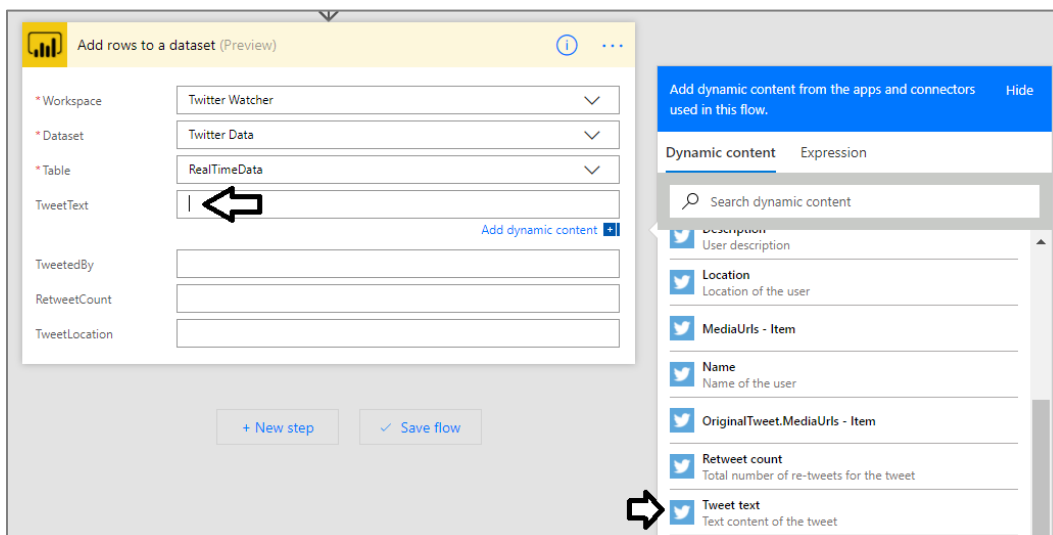 Add rows to a dataset (Preview)
* Workspace
Twitter Watcher
* Dataset
Twitter Data
* Table
RealTimeData
TweetText
Add dynamic content
TweetedBy
RetweetCount
TweetLocation
+ New step
Save flow
Add dynamic content from the apps and connectors
used in this flow.
Hide
Dynamic content
Expression
Search dynamic content
Description
User description
Location
Location of the user
MediaUrls - Item
Name
Name of the user
OriginalTweet.MediaUrls - Item
Retweet count
Total number of re-tweets for the tweet
Tweet text
Text content of the tweet